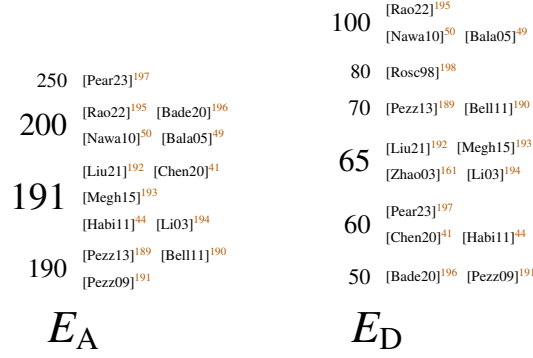 250 [Pear23]197
200 [Rao22]195 [Bade20]196
[Nawa10]50 [Bala05]49
191 [Liu21]192 [Chen20]41
[Megh15]193
[Habi11]44 [Li03]194
190 [Pezz13]189 [Bell11]190
[Pezz09]191
EA
100 [Rao22]195
[Nawa10]50 [Bala05]49
80 [Rosc98]198
70 [Pezz13]189 [Bell11]190
65 [Liu21]192 [Megh15]193
[Zhao03]161 [Li03]194
60 [Pear23]197
[Chen20]41 [Habi11]44
50 [Bade20]196 [Pezz09]191
ED